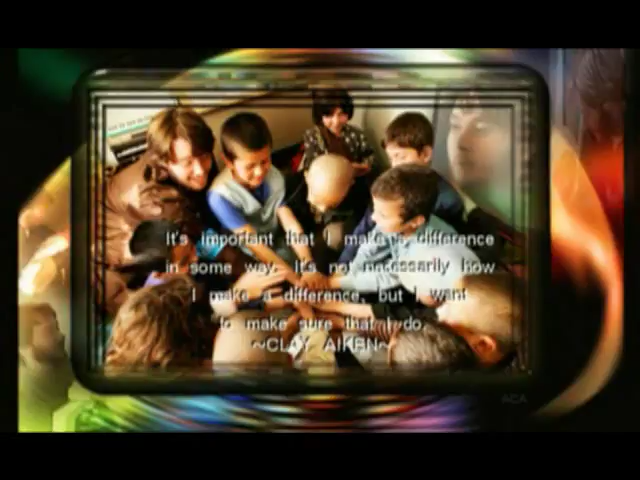 It's important that I make a difference
in some way. It's not necessarily how
I make a difference, but I want
to make sure that I do.
~CLAY AIKEN~
ACA